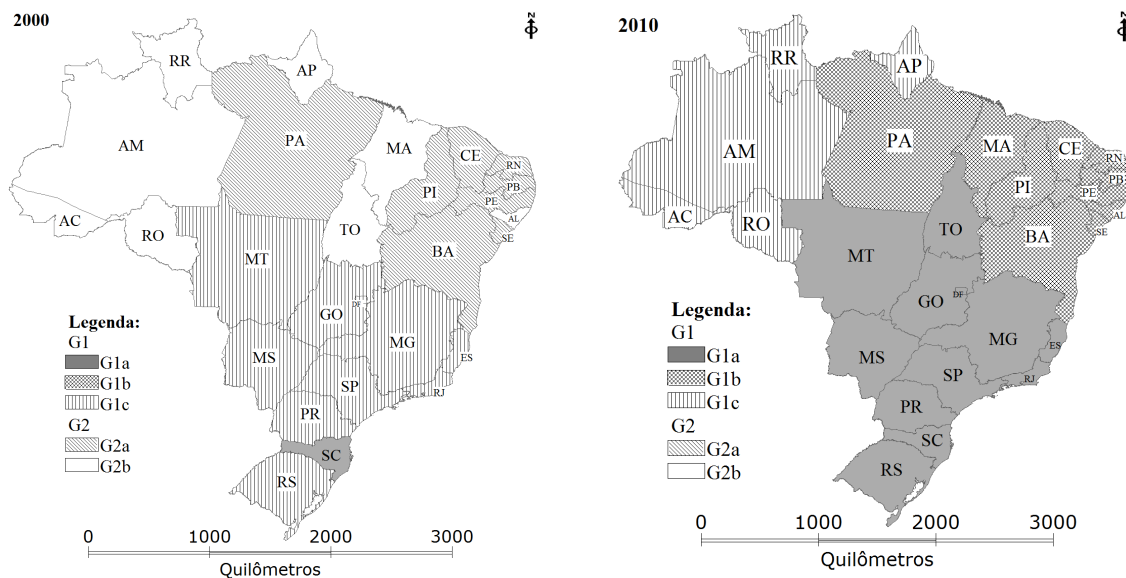 2000
N
RR
AP
AM
PA
MA
CE
RN
PB
PI
PE
AL
SE
AC
RO
TO
BA
MT
DF
GO
MG
ES
MS
SP
RJ
PR
SC
RS
Legenda:
G1
G1a
G1b
G1c
G2
G2a
G2b
0 1000 2000 3000
Quilômetros
2010
N
RR
AP
AM
PA
MA
CE
RN
PB
PI
PE
AL
SE
AC
RO
TO
BA
MT
DF
GO
MG
ES
MS
SP
RJ
PR
SC
RS
Legenda:
G1
G1a
G1b
G1c
G2
G2a
G2b
0 1000 2000 3000
Quilômetros